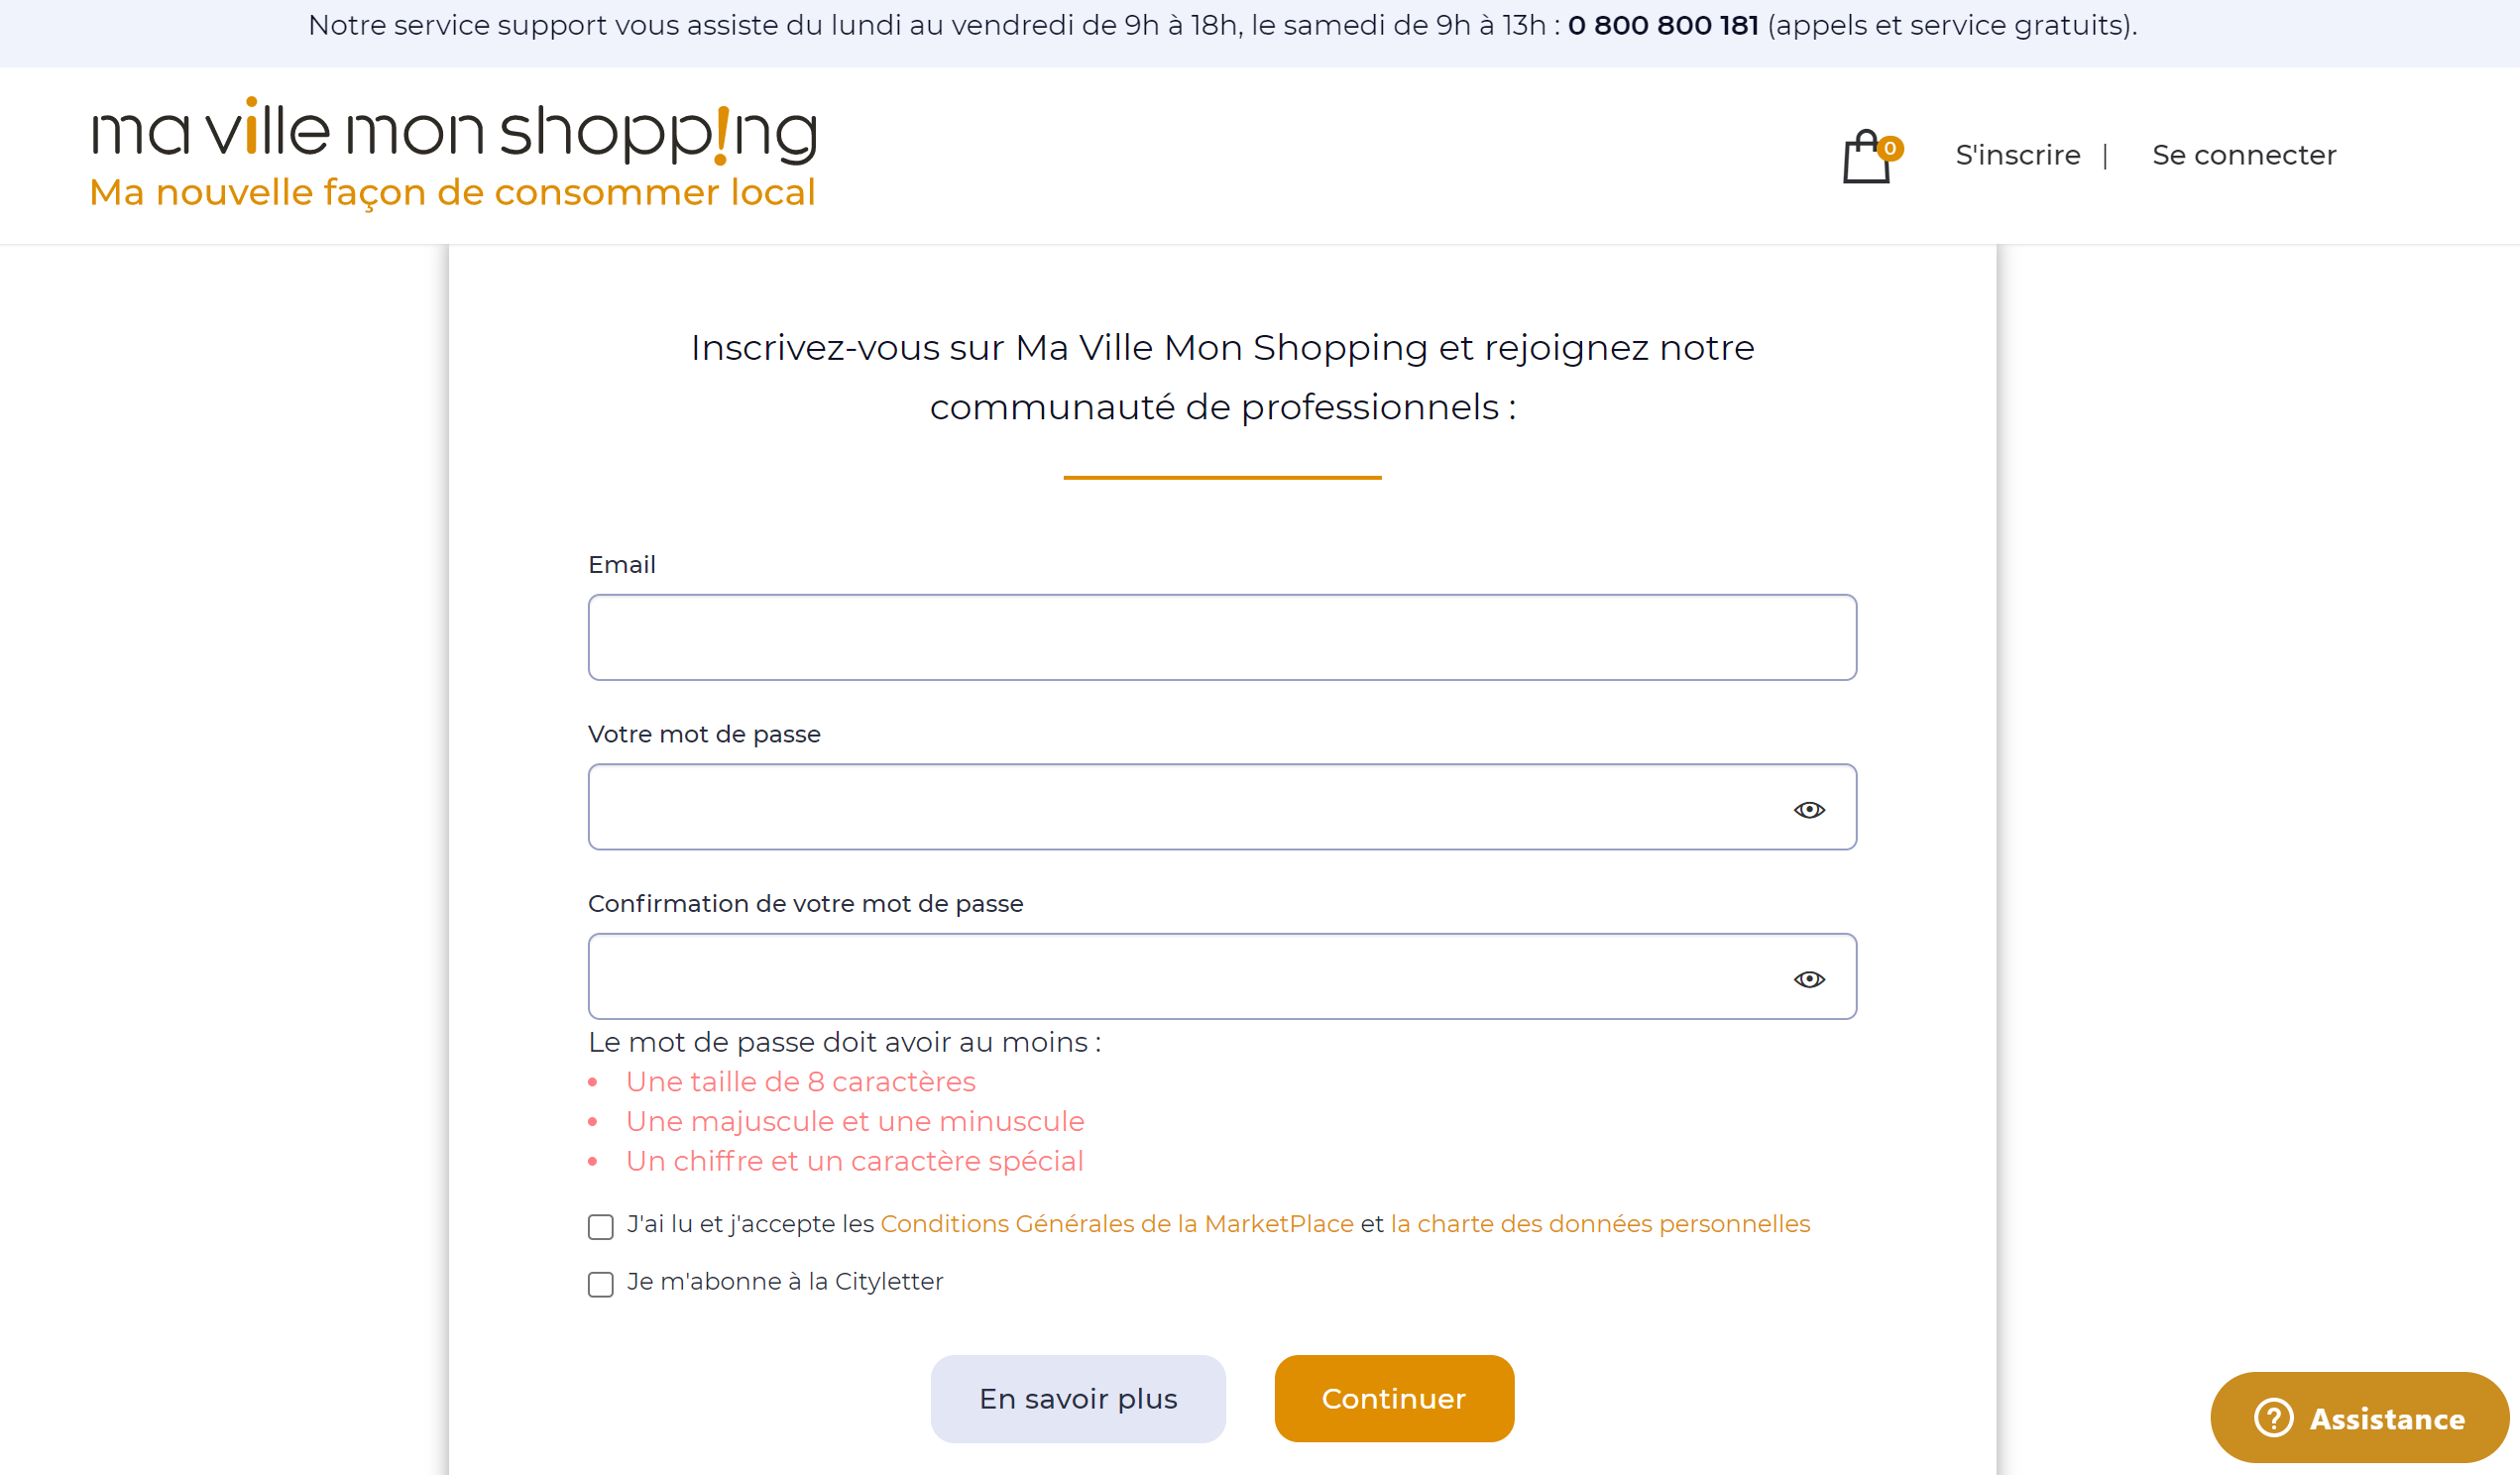 Notre service support vous assiste du lundi au vendredi de 9h à 18h, le samedi de 9h à 13h : 0 800 800 181 (appels et service gratuits).
ma ville mon shopp!ng
Ma nouvelle façon de consommer local
0
S'inscrire |
Se connecter
Inscrivez-vous sur Ma Ville Mon Shopping et rejoignez notre
communauté de professionnels :
Email
Votre mot de passe
Confirmation de votre mot de passe
Le mot de passe doit avoir au moins :
• Une taille de 8 caractères
• Une majuscule et une minuscule
• Un chiffre et un caractère spécial
J'ai lu et j'accepte les Conditions Générales de la MarketPlace et la charte des données personnelles
Je m'abonne à la Cityletter
En savoir plus
Continuer
? Assistance